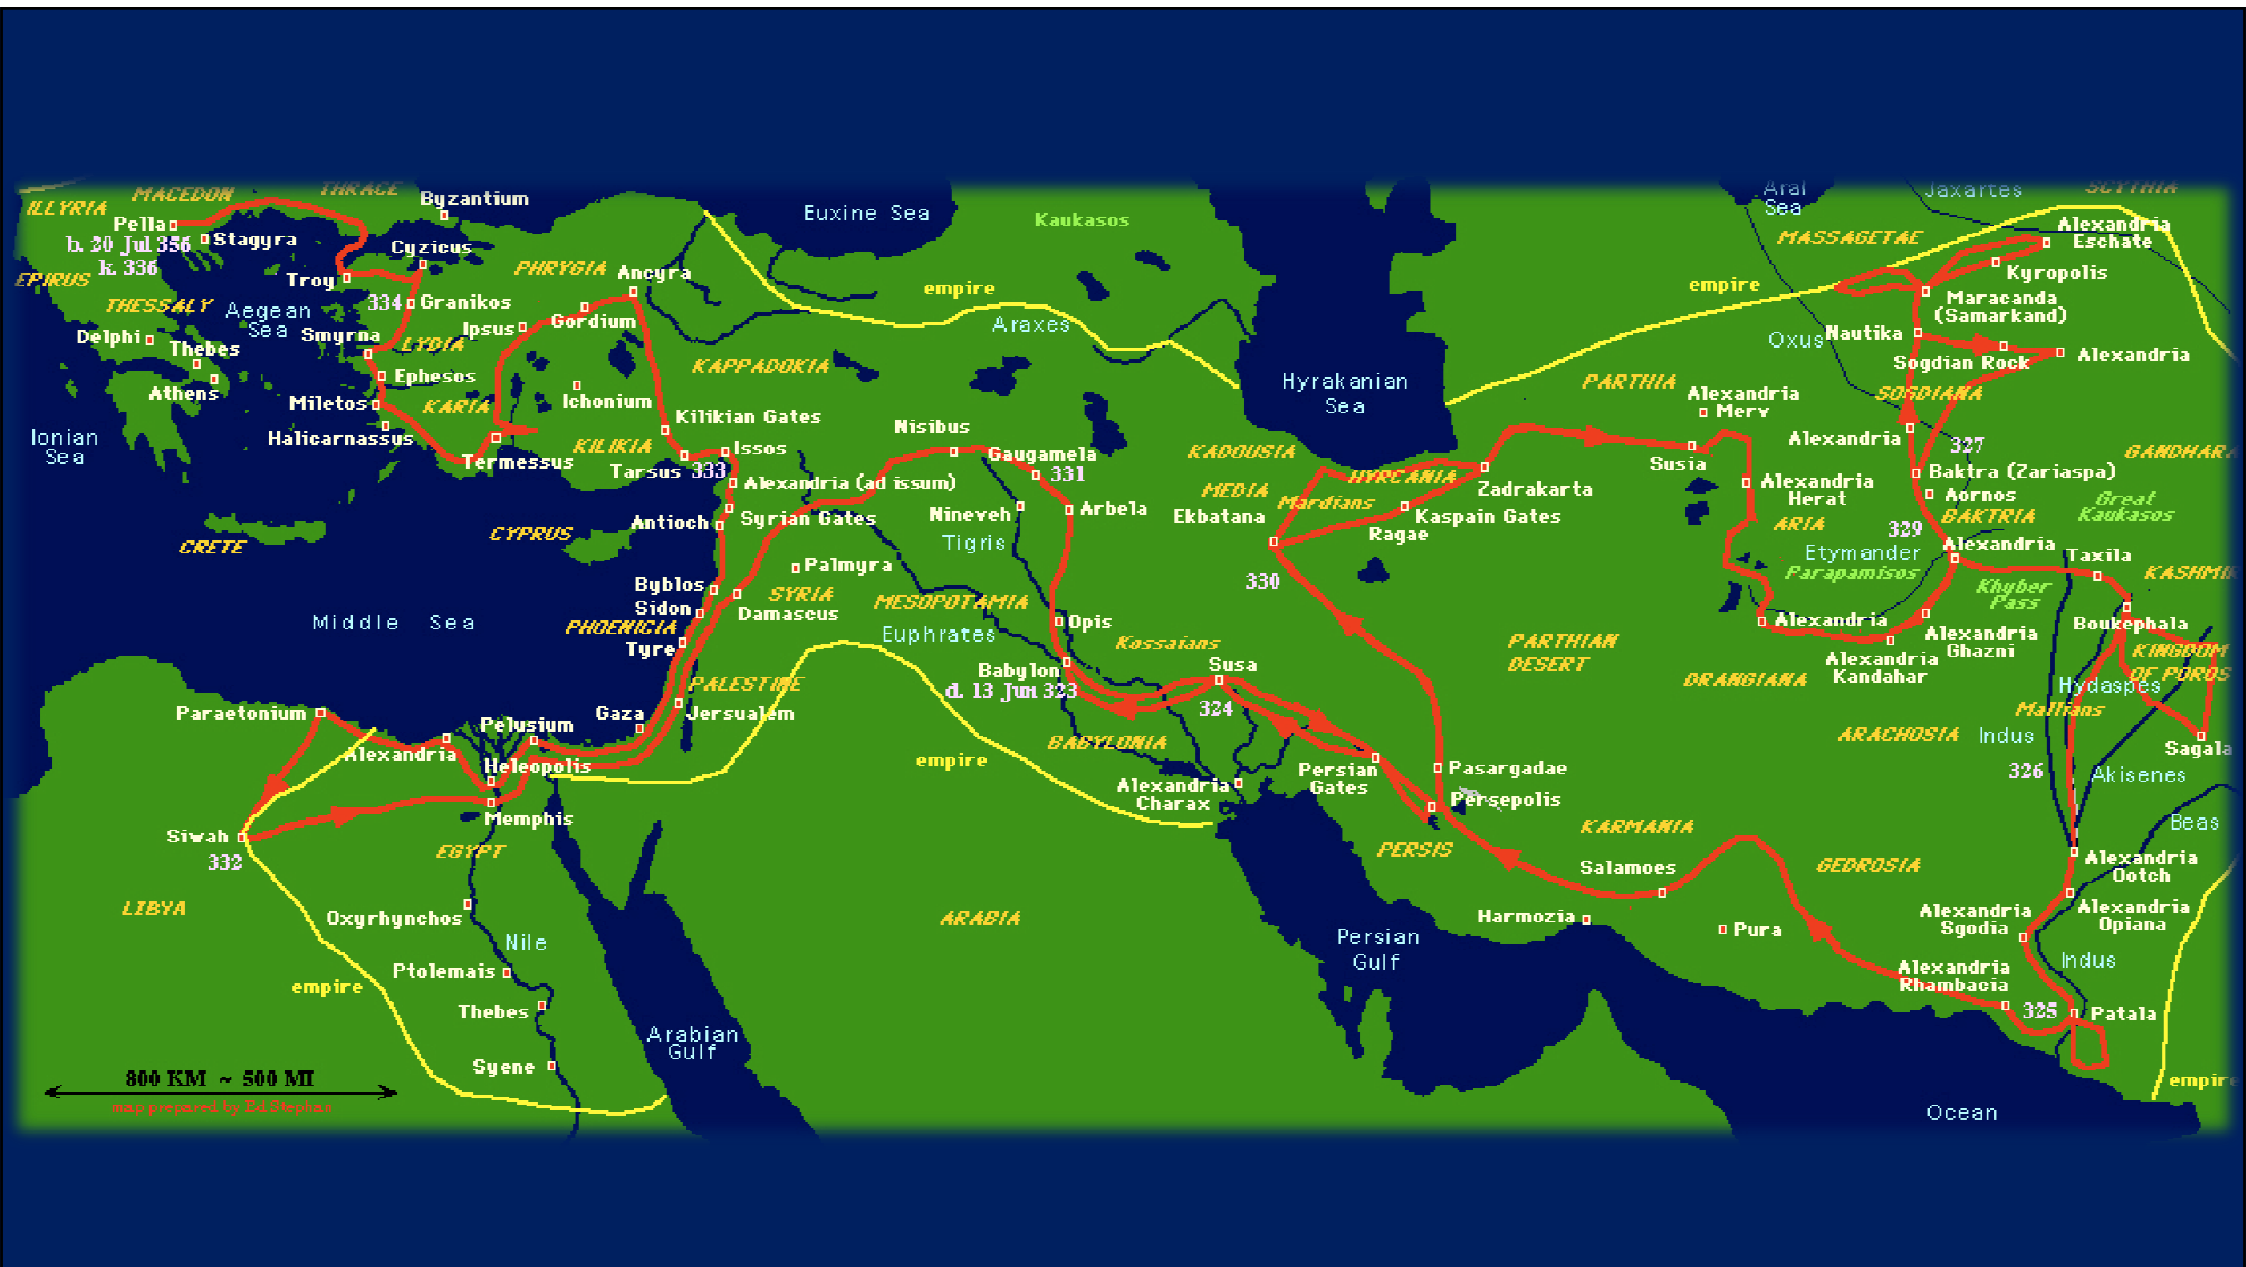 MACEDON
THRACE
Byzantium
ILLYRIA
Pella
b. 20 Jul 356
k. 336
Stagyra
Cyzicus
EPIRUS
Troy
334
Granikos
THESSALY
Aegean
Sea
Delphi
Thebes
Athens
Smyrna
LYDIA
Ipsus
Gordium
PHRYGIA
Ancyra
Ephesos
Miletos
KARIA
Ichonium
Halicarnassus
Termessus
Ionian
Sea
KAPPADOKIA
Kilikian Gates
KILIKIA
Tarsus
333
Issos
Alexandria (ad issum)
Syrian Gates
Antioch
CRETE
CYPRUS
Byblos
Sidon
PHOENICIA
Tyre
Palmyra
SYRIA
Damascus
Middle Sea
PALESTINE
Jersualem
Gaza
Pelusium
Paraetonium
Alexandria
Heleopolis
Memphis
Siwah
332
EGYPT
LIBYA
Oxyrhynchos
Nile
Ptolemais
Thebes
Syene
empire
800 KM ~ 500 MI
map prepared by Ed Stephan
Arabian
Gulf
ARABIA
Euxine Sea
Kaukasos
empire
Araxes
Nisibus
Gaugamela
331
Nineveh
Arbela
Tigris
MESOPOTAMIA
Euphrates
Opis
Kossaians
Babylon
d. 13 Jun 323
Susa
324
BABYLONIA
empire
Alexandria
Charax
Persian
Gates
Pasargadae
Persepolis
PERSIS
Persian
Gulf
Hyrakanian
Sea
KADOUSIA
MEDIA
Mardians
HYRCANIA
Ekbatana
330
Zadrakarta
Kaspain Gates
Ragae
PARTHIAN
DESERT
KARMANIA
Salamoes
Harmozia
Pura
GEDROSIA
Aral
Sea
Jaxartes
SCYTHIA
MASSAGETAE
Alexandria
Eschate
Kyropolis
empire
Maracanda
(Samarkand)
Oxus
Nautika
Sogdian Rock
Alexandria
PARTHIA
SOGDIANA
Alexandria
Merv
Alexandria
327
Susia
Baktra (Zariaspa)
GANDHARA
Alexandria
Herat
Aornos
Great
Kaukasos
ARIA
329
BAKTRIA
Etymander
Alexandria
Taxila
Parapamisos
Khyber
Pass
KASHMIR
Alexandria
Alexandria
Ghazni
Boukephala
Alexandria
Kandahar
KINGDOM
OF POROS
DRANGIANA
Hydaspes
Mallians
ARACHOSIA
Indus
Sagala
326
Akisenes
Beas
Alexandria
Ootch
Alexandria
Opiana
Alexandria
Sgodia
Indus
Alexandria
Rhambacia
325
Patala
empire
Ocean